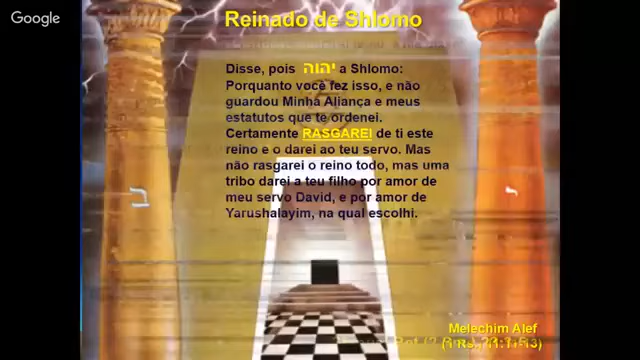 Google
Reinado de Shlomo
Disse, pois יהוה a Shlomo:
Porquanto você fez isso, e não
guardou Minha Aliança e meus
estatutos que te ordenei.
Certamente RASGAREI de ti este
reino e o darei ao teu servo. Mas
não rasgarei o reino todo, mas uma
tribo darei a teu filho por amor de
meu servo David, e por amor de
Yarushalayim, na qual escolhi.
ב
י
Melechim Alef